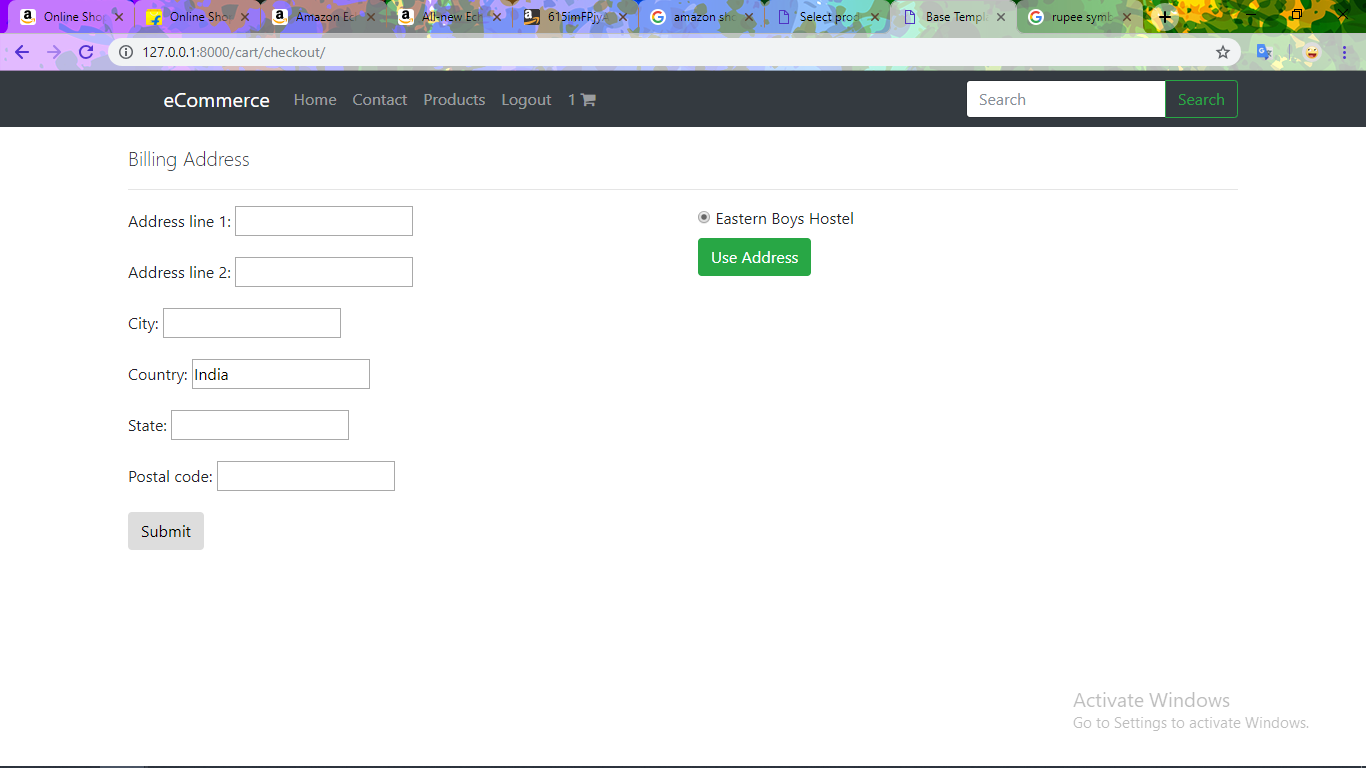 Online Shop Online Shop Amazon Ec All-new Ech 615imFPjyA amazon sho Select prod Base Templa rupee symb
127.0.0.1:8000/cart/checkout/
eCommerce Home Contact Products Logout 1 Search Search
Billing Address
Address line 1:
Eastern Boys Hostel
Use Address
Address line 2:
City:
Country: India
State:
Postal code:
Submit
Activate Windows
Go to Settings to activate Windows.